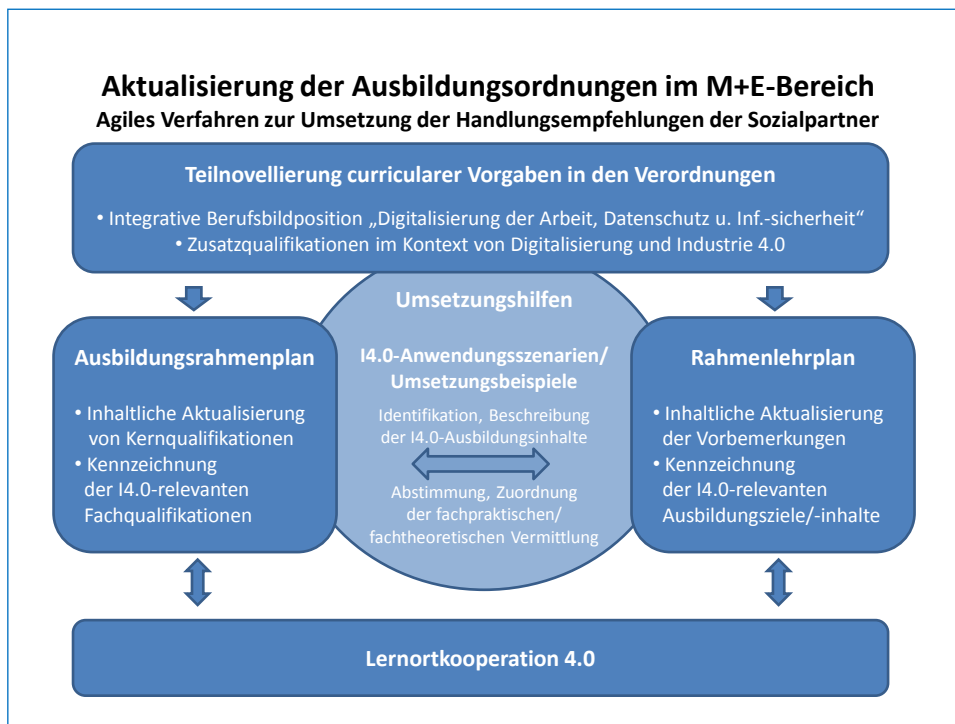 Aktualisierung der Ausbildungsordnungen im M+E-Bereich
Agiles Verfahren zur Umsetzung der Handlungsempfehlungen der Sozialpartner
Teilnovellierung curricularer Vorgaben in den Verordnungen
• Integrative Berufsbildposition „Digitalisierung der Arbeit, Datenschutz u. Inf.-sicherheit“
• Zusatzqualifikationen im Kontext von Digitalisierung und Industrie 4.0
Ausbildungsrahmenplan
• Inhaltliche Aktualisierung
von Kernqualifikationen
• Kennzeichnung
der I4.0-relevanten
Fachqualifikationen
Umsetzungshilfen
I4.0-Anwendungsszenarien/
Umsetzungsbeispiele
Identifikation, Beschreibung
der I4.0-Ausbildungsinhalte
Abstimmung, Zuordnung
der fachpraktischen/
fachtheoretischen Vermittlung
Rahmenlehrplan
• Inhaltliche Aktualisierung
der Vorbemerkungen
• Kennzeichnung
der I4.0-relevanten
Ausbildungsziele/-inhalte
Lernortkooperation 4.0